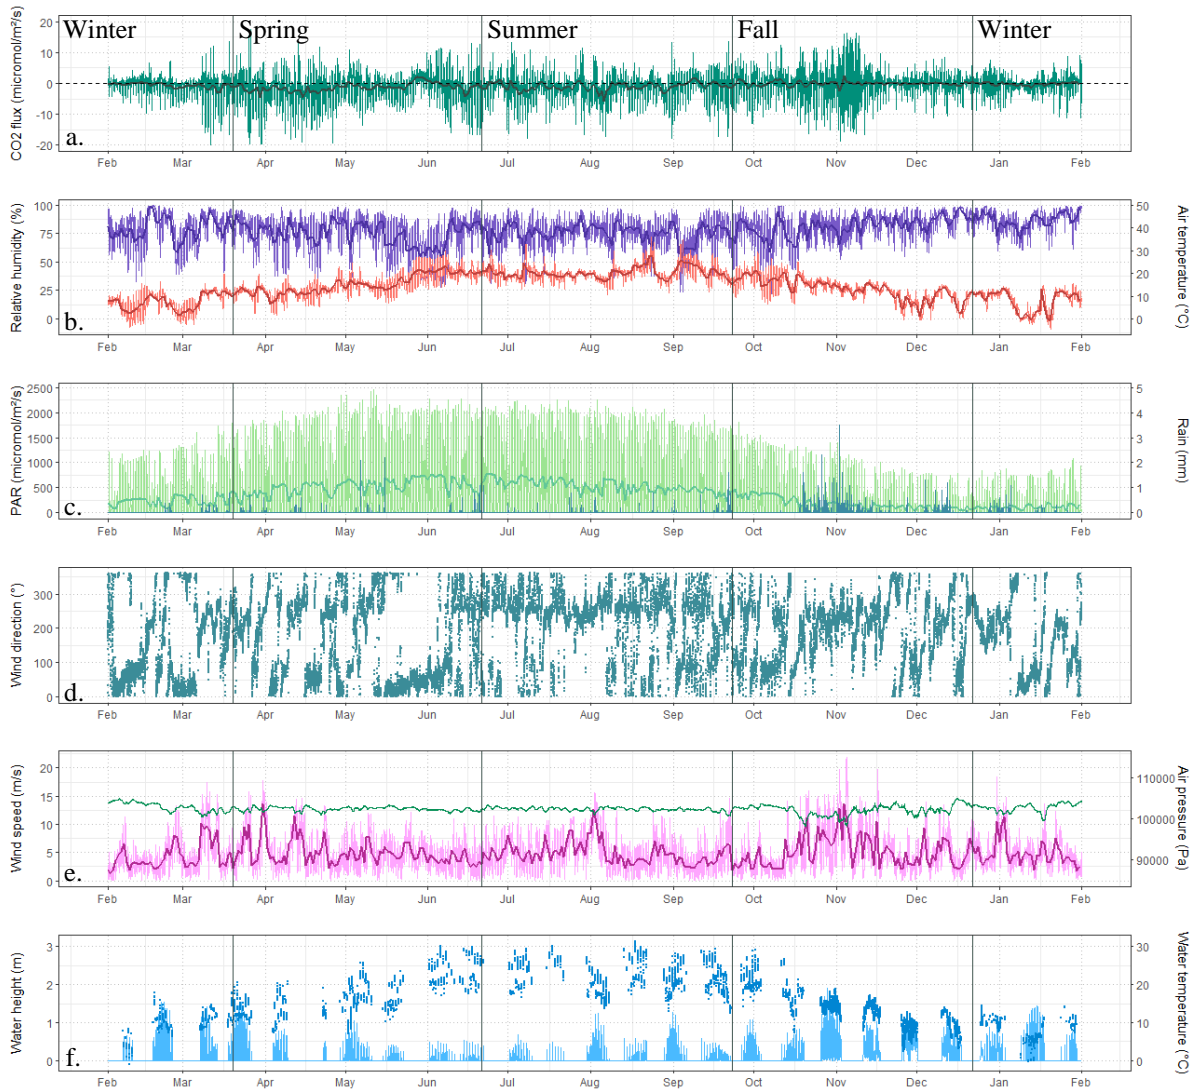 Winter Spring Summer Fall Winter
CO2 flux (micromol/m²/s)
20
10
0
-10
-20
a.
Feb Mar Apr May Jun Jul Aug Sep Oct Nov Dec Jan Feb
Relative humidity (%)
100
75
50
25
0
b.
50
40
30
20
10
0
Air temperature (°C)
Feb Mar Apr May Jun Jul Aug Sep Oct Nov Dec Jan Feb
PAR (micromol/m²/s)
2500
2000
1500
1000
500
0
c.
5
4
3
2
1
0
Rain (mm)
Feb Mar Apr May Jun Jul Aug Sep Oct Nov Dec Jan Feb
Wind direction (°)
300
200
100
0
d.
Feb Mar Apr May Jun Jul Aug Sep Oct Nov Dec Jan Feb
Wind speed (m/s)
20
15
10
5
0
e.
110000
100000
90000
Air pressure (Pa)
Feb Mar Apr May Jun Jul Aug Sep Oct Nov Dec Jan Feb
Water height (m)
3
2
1
0
f.
30
20
10
0
Water temperature (°C)
Feb Mar Apr May Jun Jul Aug Sep Oct Nov Dec Jan Feb